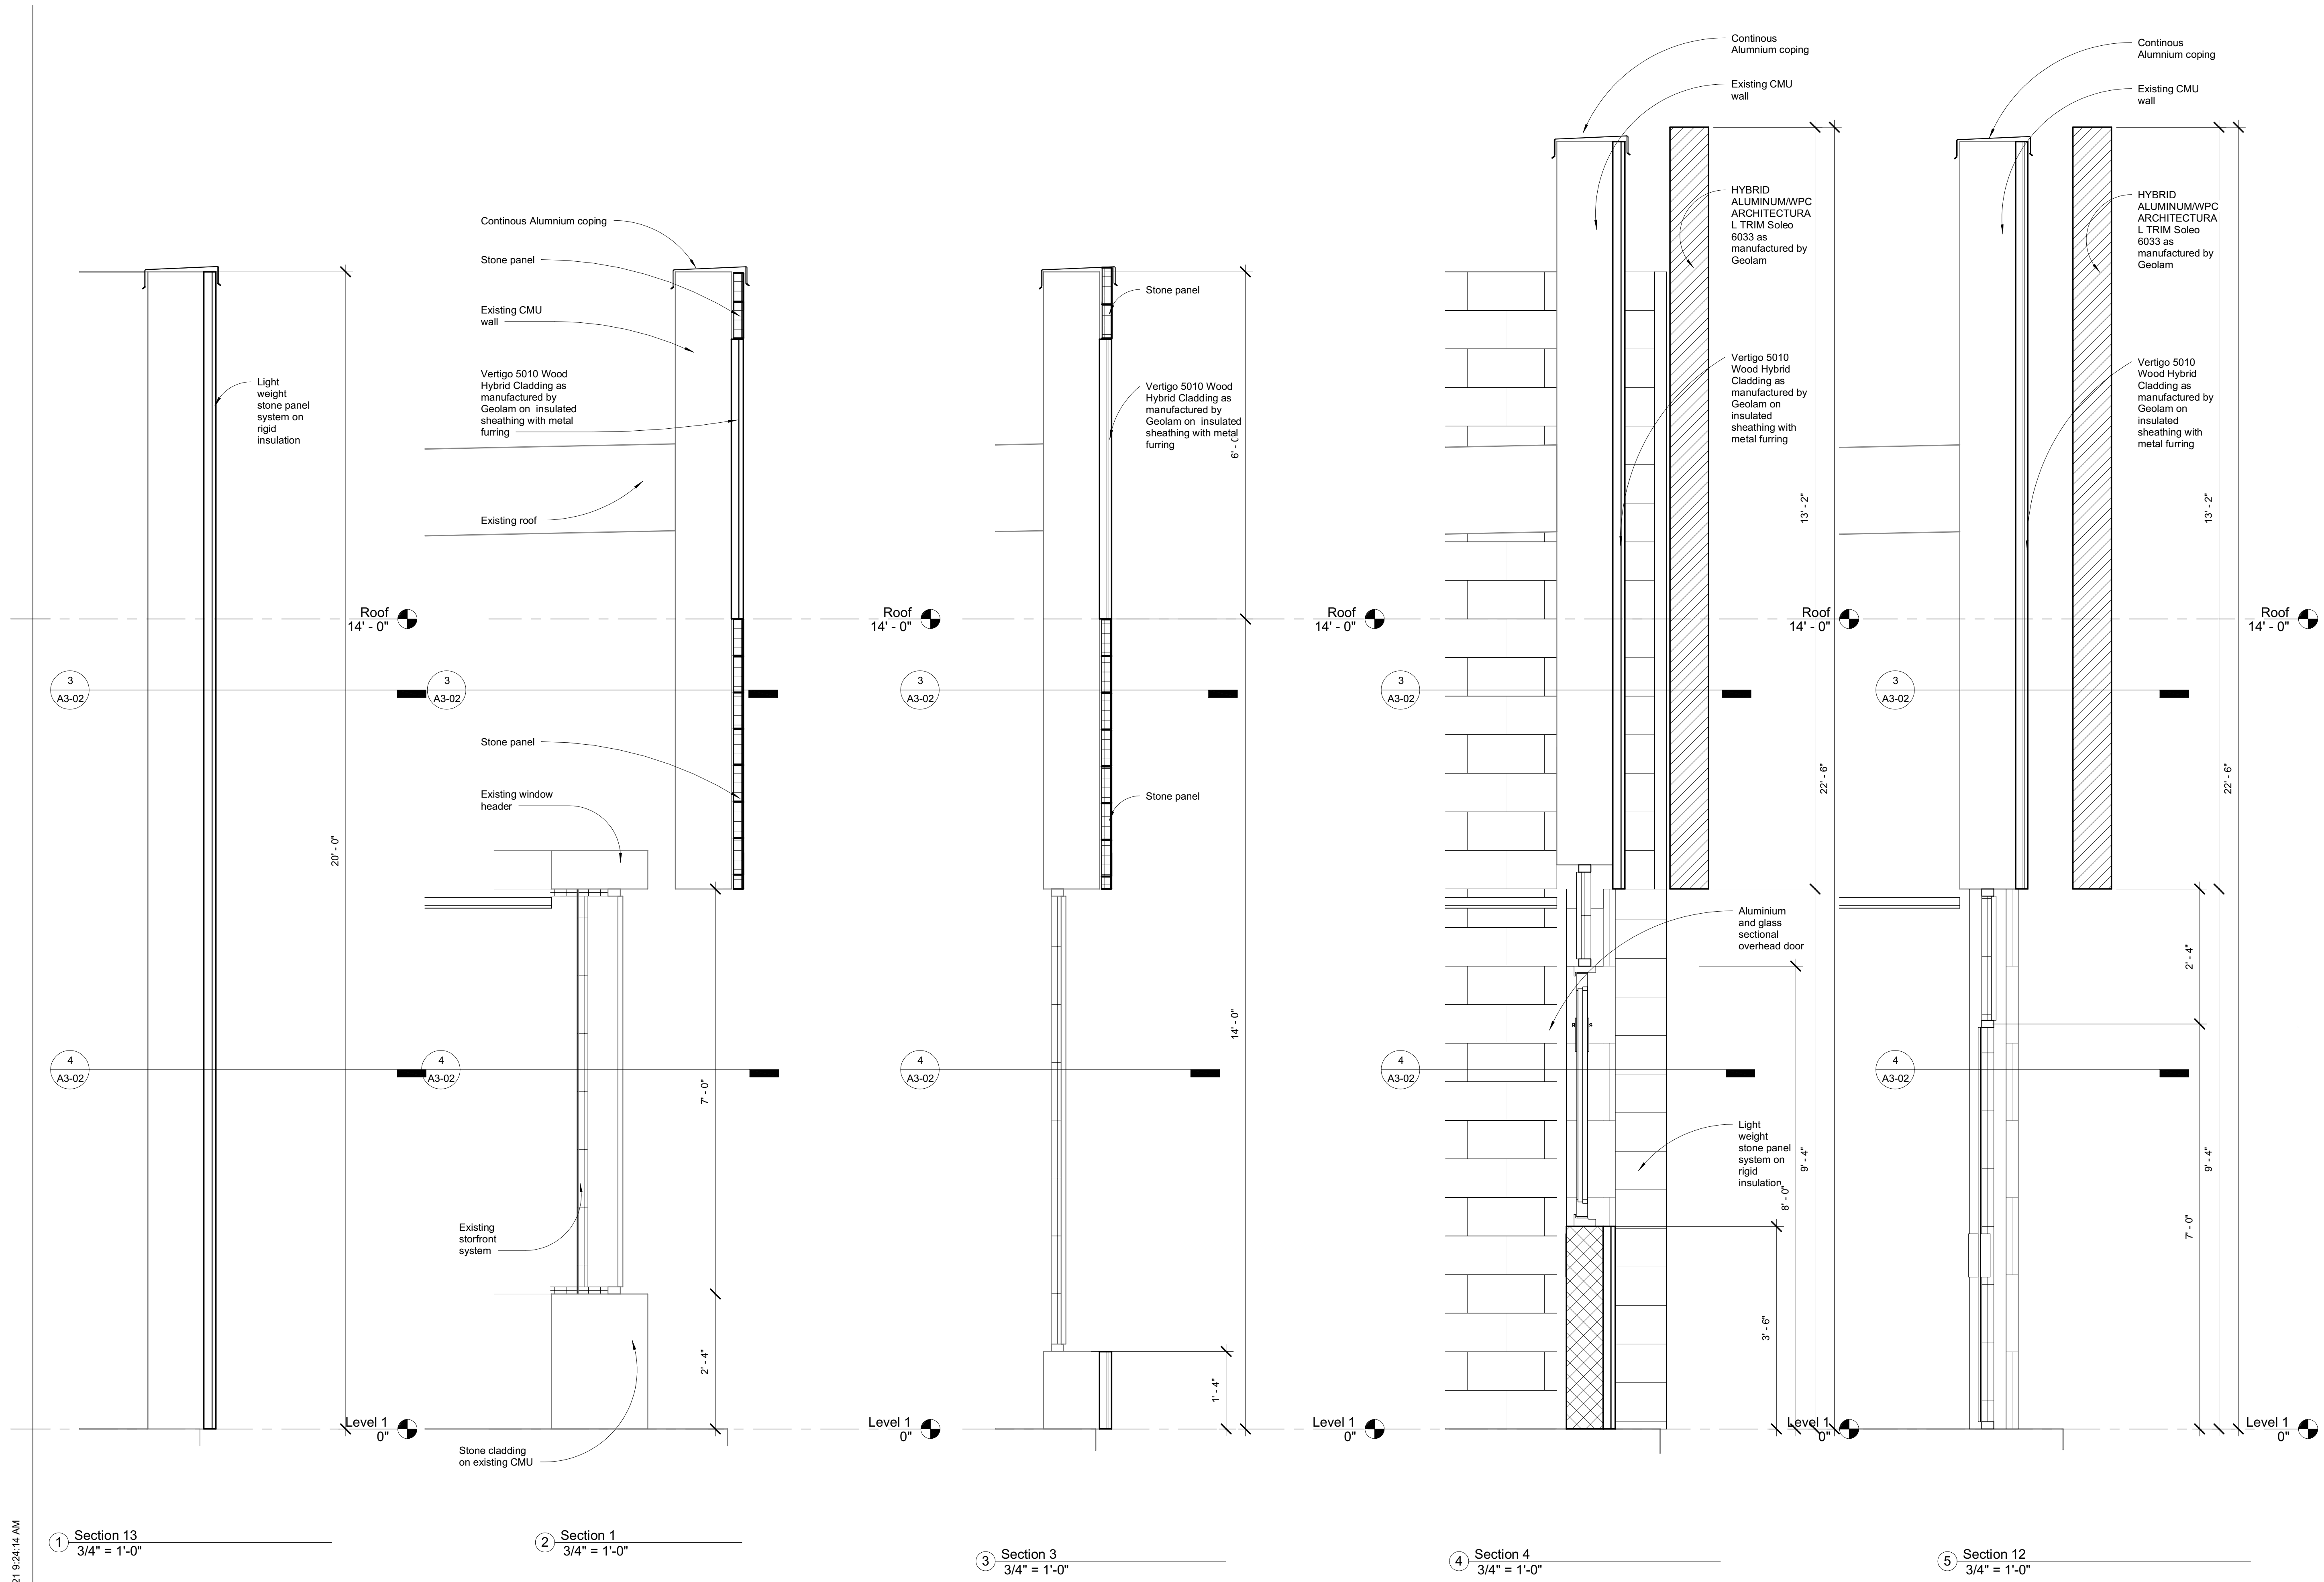 Light
weight
stone panel
system on
rigid
insulation
20' - 0"
Roof
14' - 0"
3
A3-02
4
A3-02
Level 1
0"
1
Section 13
3/4" = 1'-0"
Continous Alumnium coping
Stone panel
Existing CMU
wall
Vertigo 5010 Wood
Hybrid Cladding as
manufactured by
Geolam on insulated
sheathing with metal
furring
Existing roof
Roof
14' - 0"
3
A3-02
Stone panel
Existing window
header
4
A3-02
7' - 0"
Existing
storfront
system
2' - 4"
Stone cladding
on existing CMU
Level 1
0"
2
Section 1
3/4" = 1'-0"
Stone panel
Vertigo 5010 Wood
Hybrid Cladding as
manufactured by
Geolam on insulated
sheathing with metal
furring
Roof
14' - 0"
3
A3-02
Stone panel
14' - 0"
4
A3-02
1' - 4"
Level 1
0"
3
Section 3
3/4" = 1'-0"
Continous
Alumnium coping
Existing CMU
wall
HYBRID
ALUMINUM/WPC
ARCHITECTURA
L TRIM Soleo
6033 as
manufactured by
Geolam
Vertigo 5010
Wood Hybrid
Cladding as
manufactured by
Geolam on
insulated
sheathing with
metal furring
13' - 2"
Roof
14' - 0"
3
A3-02
22' - 6"
Aluminium
and glass
sectional
overhead door
4
A3-02
Light
weight
stone panel
system on
rigid
insulation
9' - 4"
8' - 0"
3' - 6"
Level 1
0"
4
Section 4
3/4" = 1'-0"
Continous
Alumnium coping
Existing CMU
wall
HYBRID
ALUMINUM/WPC
ARCHITECTURA
L TRIM Soleo
6033 as
manufactured by
Geolam
Vertigo 5010
Wood Hybrid
Cladding as
manufactured by
Geolam on
insulated
sheathing with
metal furring
13' - 2"
Roof
14' - 0"
3
A3-02
22' - 6"
2' - 4"
4
A3-02
9' - 4"
7' - 0"
Level 1
0"
5
Section 12
3/4" = 1'-0"
21 9:24:14 AM